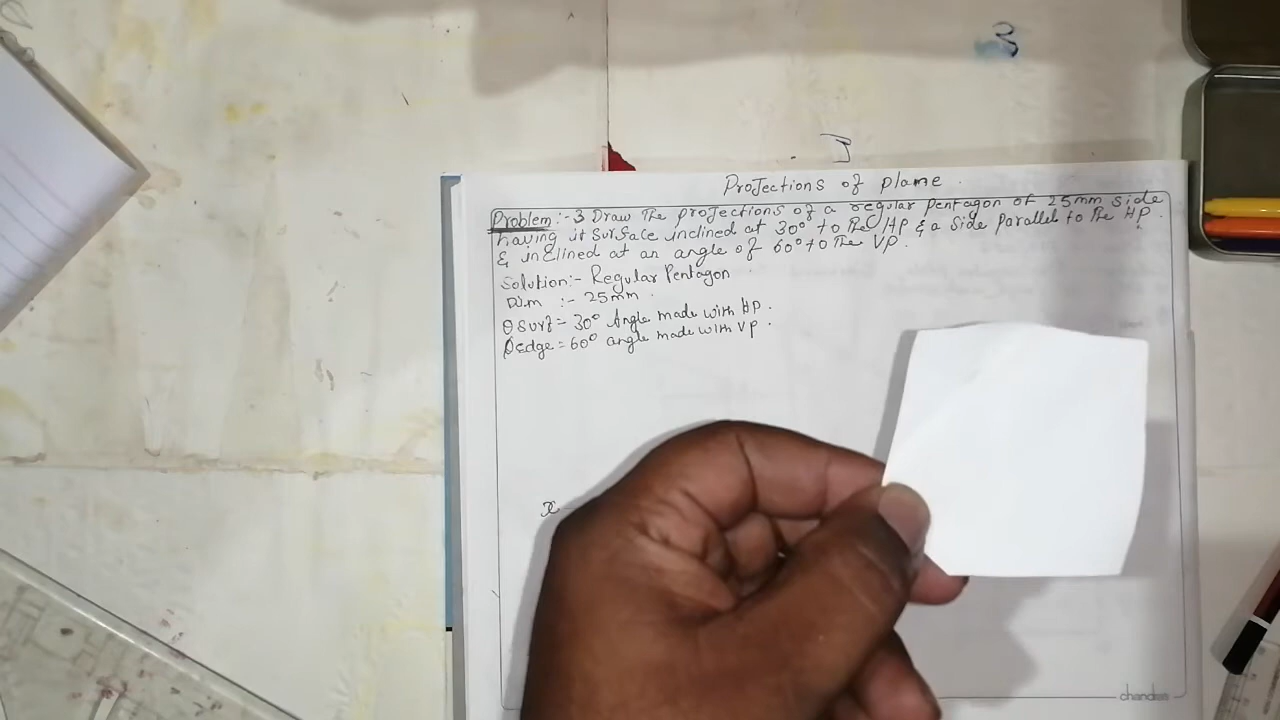 Projections of plane.
Problem:-3 Draw The projections of a regular pentagon of 25mm side
having it surface inclined at 30° to the HP & a side parallel to the HP.
& inclined at an angle of 60° to the VP.
Solution:- Regular Pentagon
Dim :- 25mm.
θ surf = 30° Angle made with HP.
φ edge = 60° angle made with VP.
x